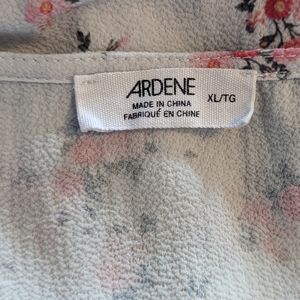 ARDENE
MADE IN CHINA
FABRIQUÉ EN CHINE
XL/TG